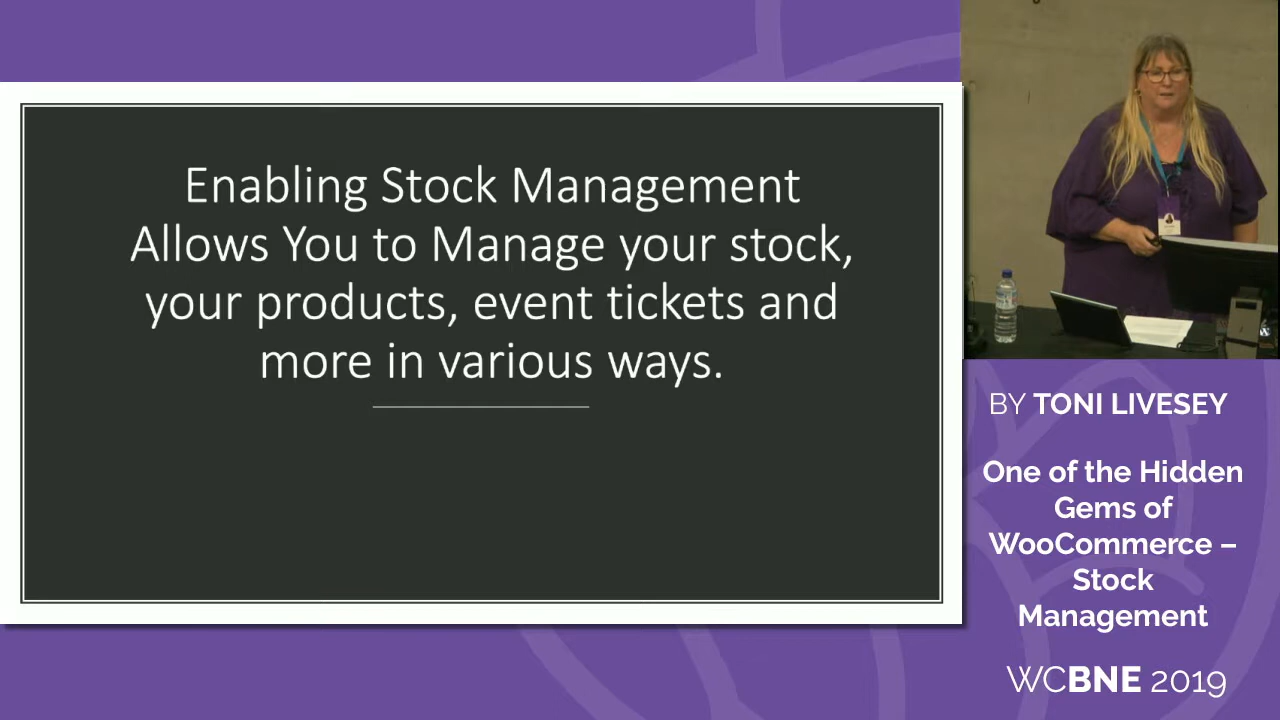 Enabling Stock Management
Allows You to Manage your stock,
your products, event tickets and
more in various ways.
BY TONI LIVESEY
One of the Hidden
Gems of
WooCommerce –
Stock
Management
WCBNE 2019